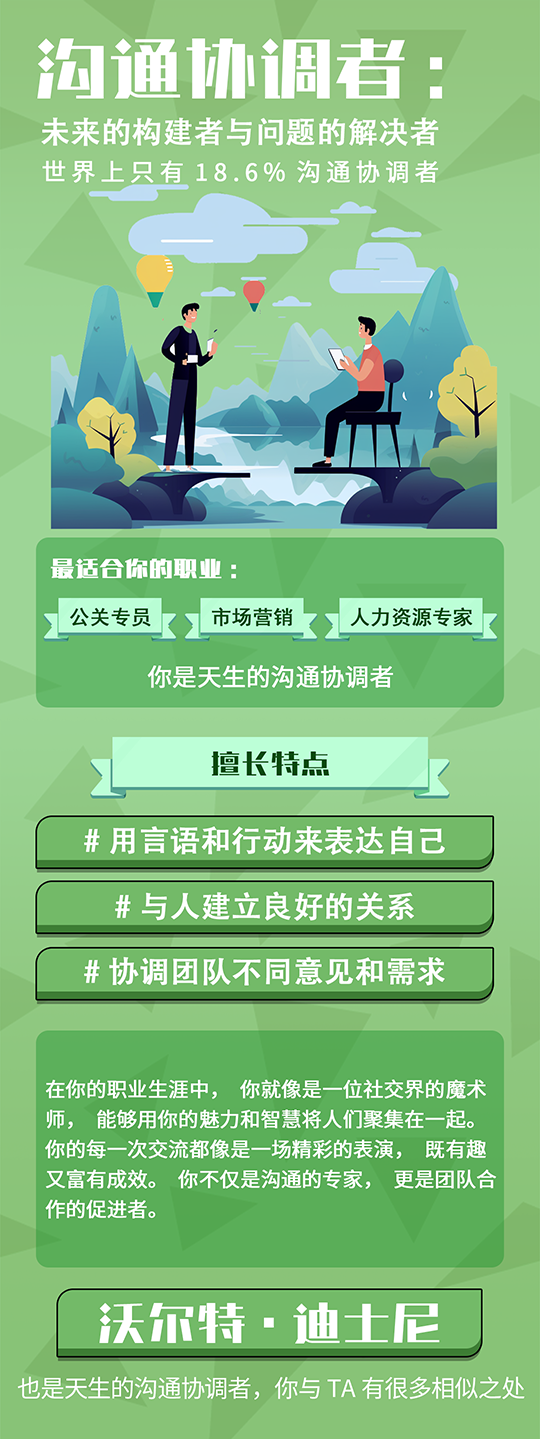 沟通协调者：
未来的构建者与问题的解决者
世界上只有 18.6% 沟通协调者
最适合你的职业：
公关专员 市场营销 人力资源专家
你是天生的沟通协调者
擅长特点
# 用言语和行动来表达自己
# 与人建立良好的关系
# 协调团队不同意见和需求
在你的职业生涯中， 你就像是一位社交界的魔术
师， 能够用你的魅力和智慧将人们聚集在一起。
你的每一次交流都像是一场精彩的表演， 既有趣
又富有成效。 你不仅是沟通的专家， 更是团队合
作的促进者。
沃尔特·迪士尼
也是天生的沟通协调者，你与 TA 有很多相似之处